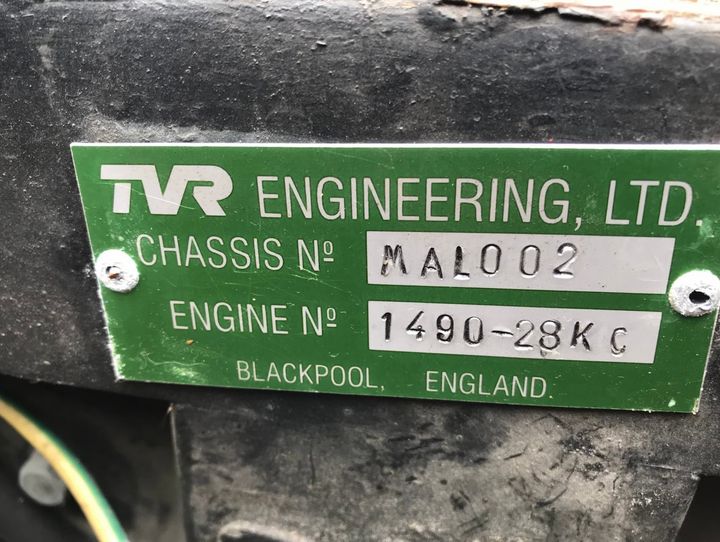 TVR ENGINEERING, LTD.
CHASSIS Nº MAL002
ENGINE Nº 1490-28KC
BLACKPOOL, ENGLAND